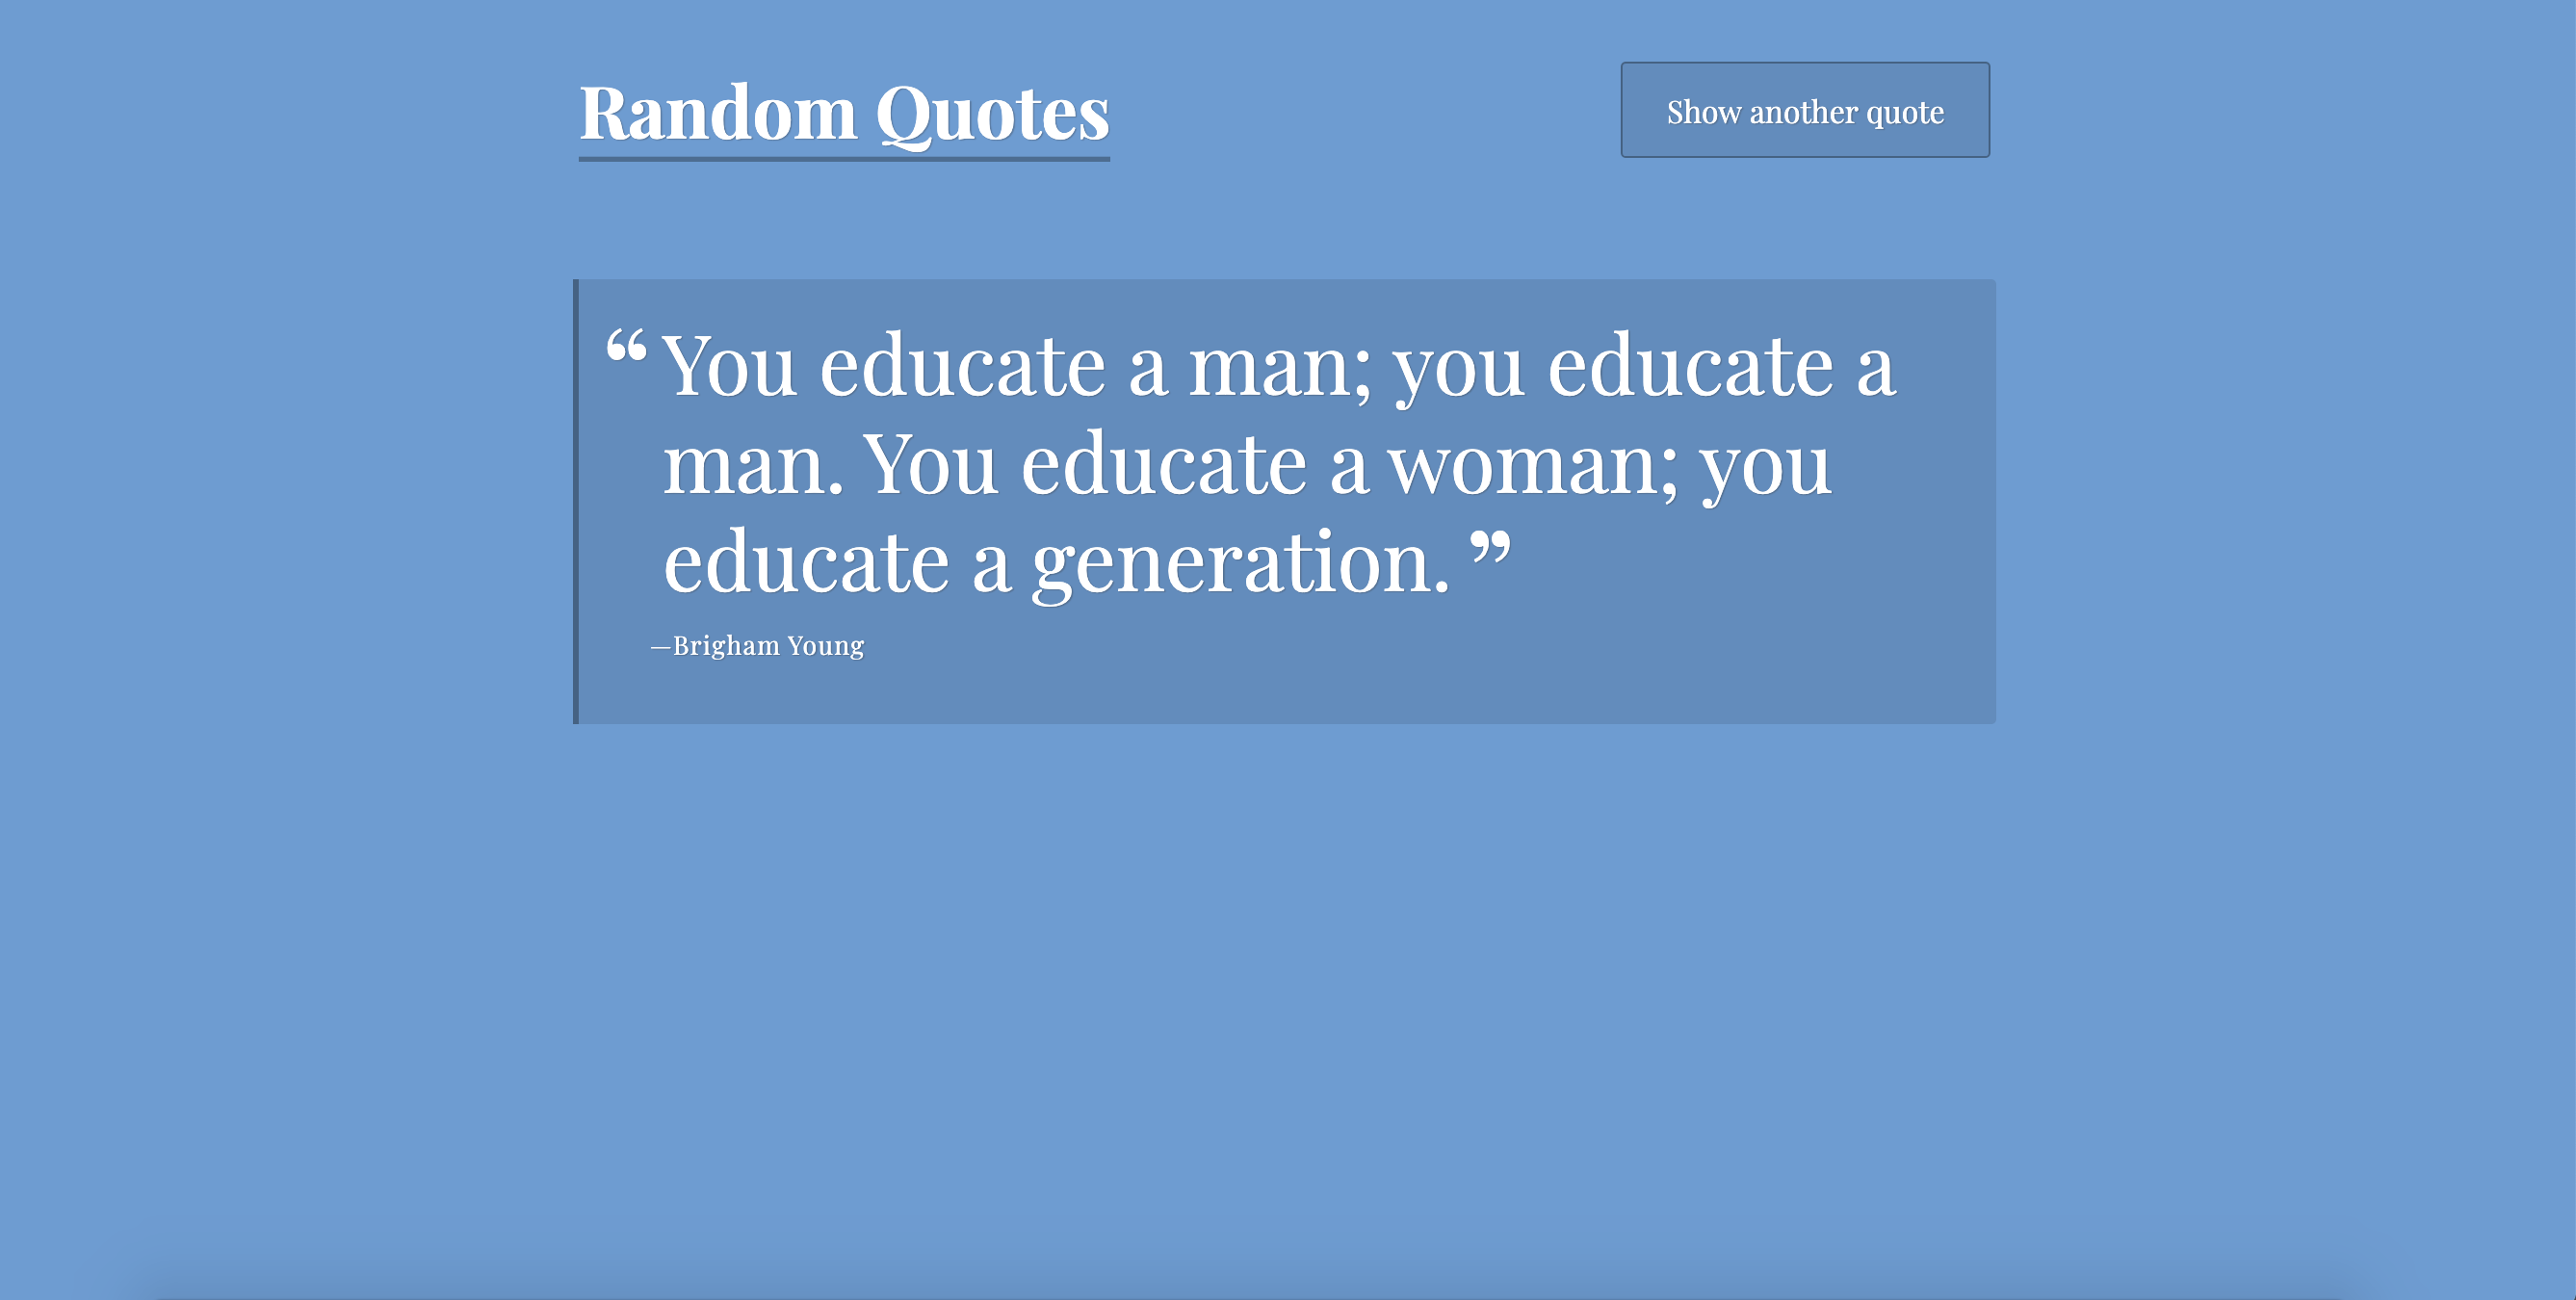 Random Quotes
Show another quote
“You educate a man; you educate a
man. You educate a woman; you
educate a generation. ”
—Brigham Young